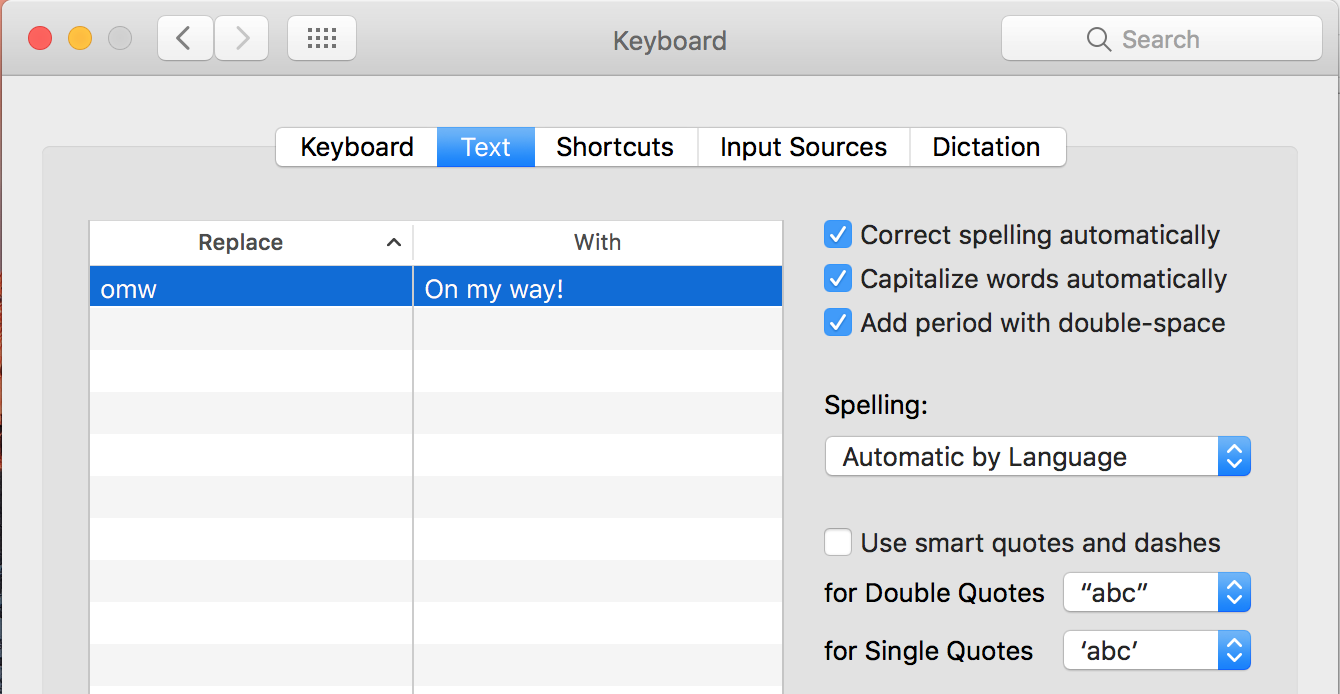 Keyboard
Search
Keyboard Text Shortcuts Input Sources Dictation
Replace With
omw On my way!
Correct spelling automatically
Capitalize words automatically
Add period with double-space
Spelling:
Automatic by Language
Use smart quotes and dashes
for Double Quotes “abc”
for Single Quotes ‘abc’